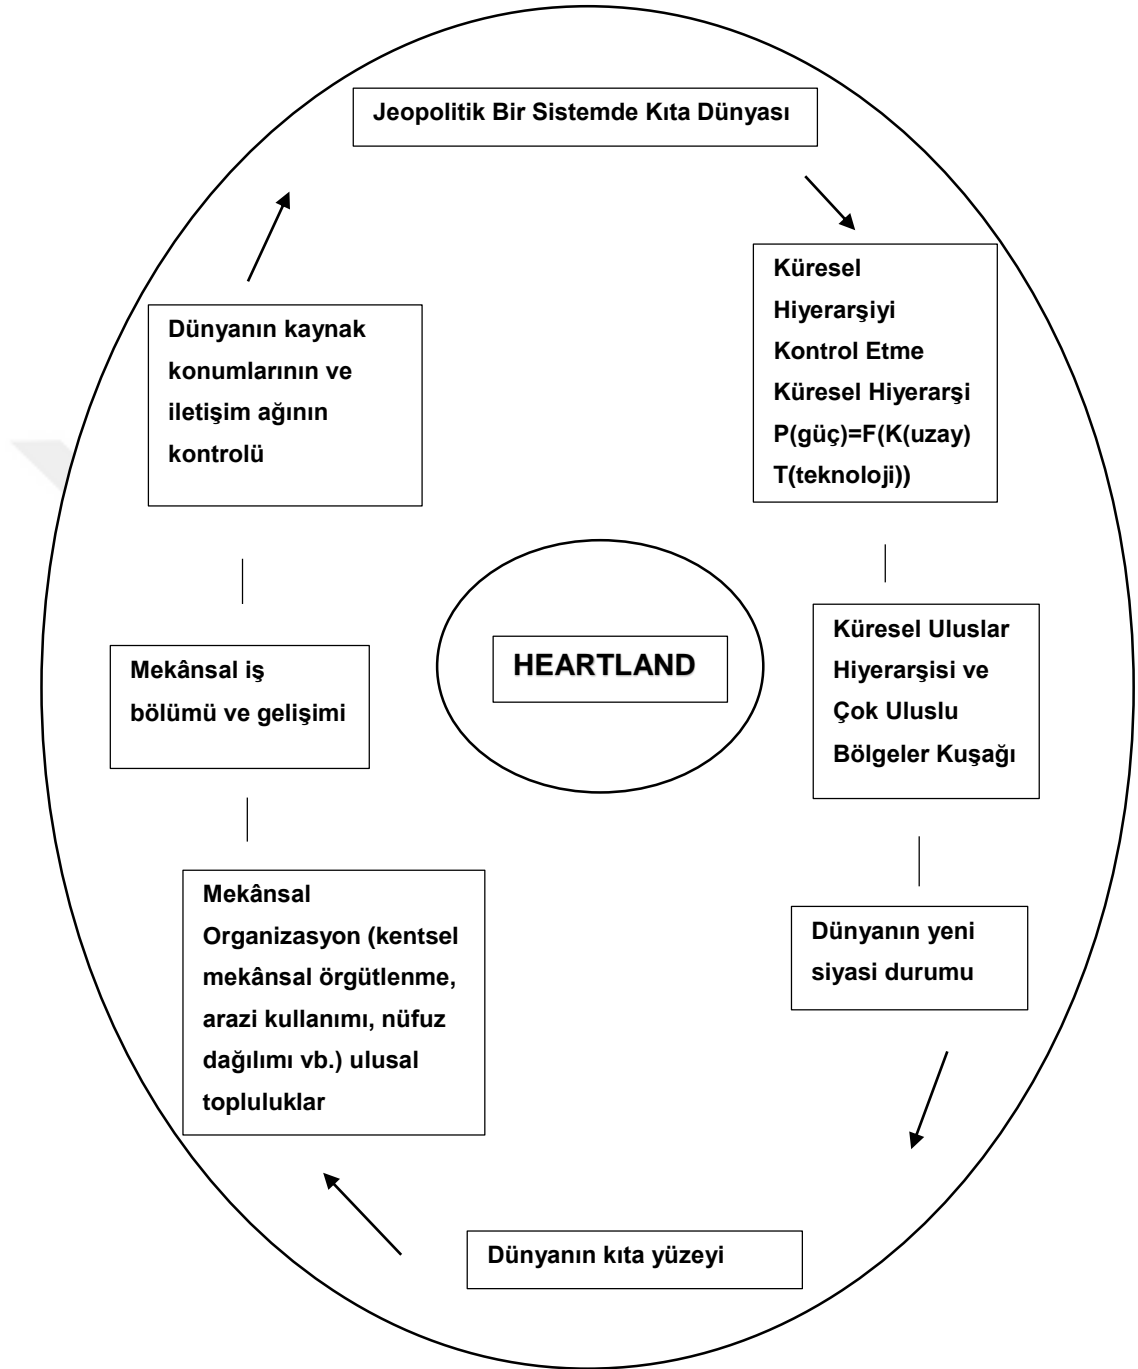 Jeopolitik Bir Sistemde Kıta Dünyası
Küresel
Hiyerarşiyi
Kontrol Etme
Küresel Hiyerarşi
P(güç)=F(K(uzay)
T(teknoloji))
Dünyanın kaynak
konumlarının ve
iletişim ağının
kontrolü
HEARTLAND
Küresel Uluslar
Hiyerarşisi ve
Çok Uluslu
Bölgeler Kuşağı
Mekânsal iş
bölümü ve gelişimi
Mekânsal
Organizasyon (kentsel
mekânsal örgütlenme,
arazi kullanımı, nüfuz
dağılımı vb.) ulusal
topluluklar
Dünyanın yeni
siyasi durumu
Dünyanın kıta yüzeyi